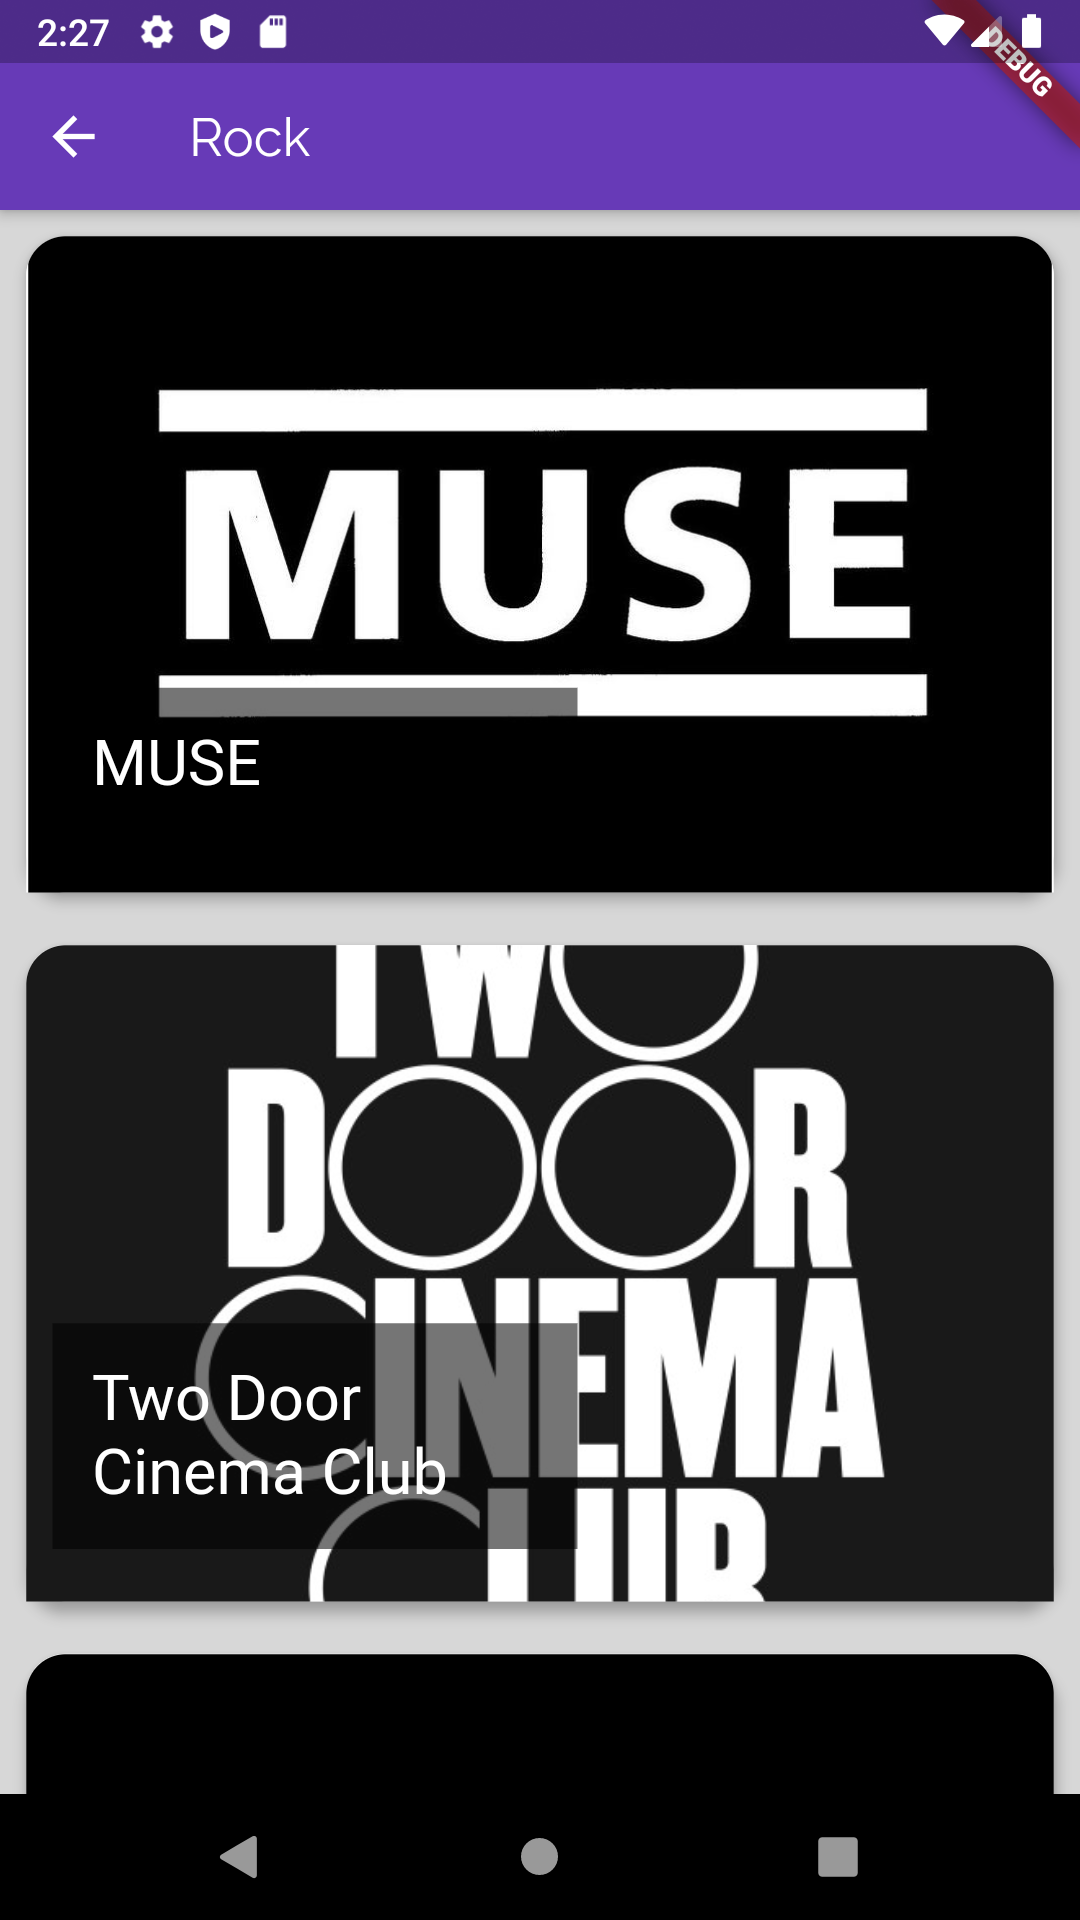 2:27
DEBUG
Rock
MUSE
MUSE
TWO
DOOR
CINEMA
CLUB
Two Door
Cinema Club